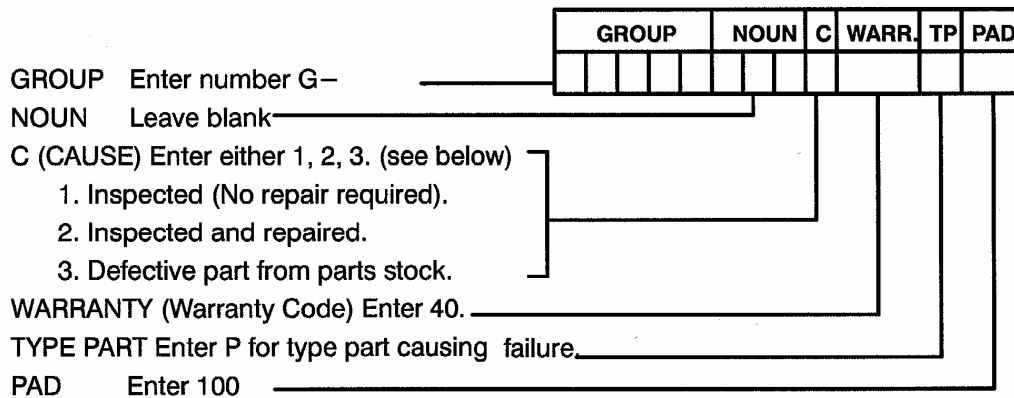 GROUP NOUN C WARR. TP PAD
GROUP Enter number G–
NOUN Leave blank
C (CAUSE) Enter either 1, 2, 3. (see below)
1. Inspected (No repair required).
2. Inspected and repaired.
3. Defective part from parts stock.
WARRANTY (Warranty Code) Enter 40.
TYPE PART Enter P for type part causing failure.
PAD Enter 100